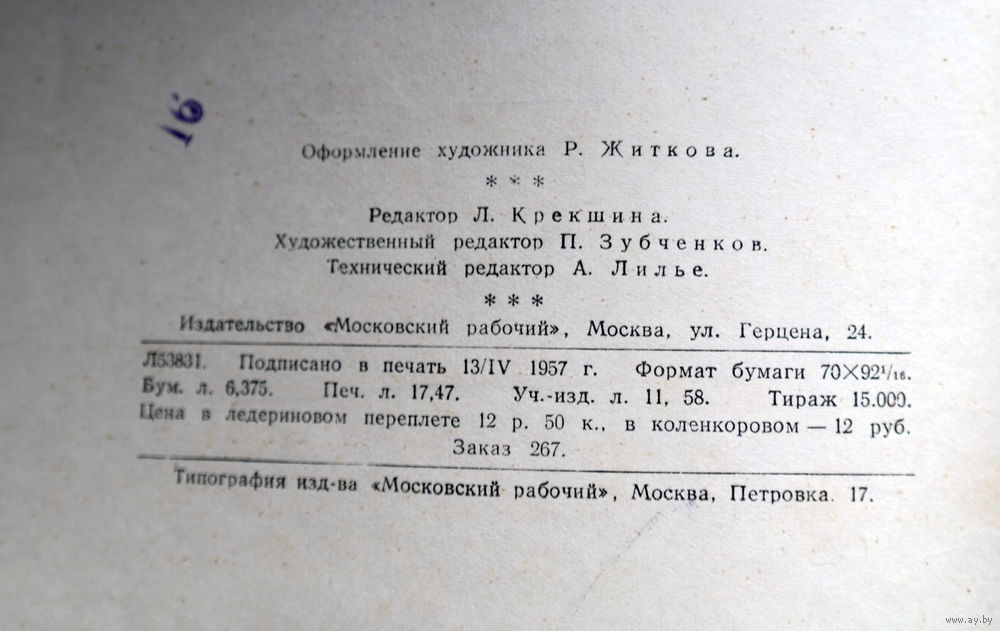 16
Оформление художника Р. Житкова.
* * *
Редактор Л. Крекшина.
Художественный редактор П. Зубченков.
Технический редактор А. Лилье.
* * *
Издательство «Московский рабочий», Москва, ул. Герцена, 24.
Л53831. Подписано в печать 13/IV 1957 г. Формат бумаги 70×92¹/₁₆.
Бум. л. 6,375. Печ. л. 17,47. Уч.-изд. л. 11, 58. Тираж 15.000.
Цена в ледериновом переплете 12 р. 50 к., в коленкоровом — 12 руб.
Заказ 267.
Типография изд-ва «Московский рабочий», Москва, Петровка. 17.
www.ay.by